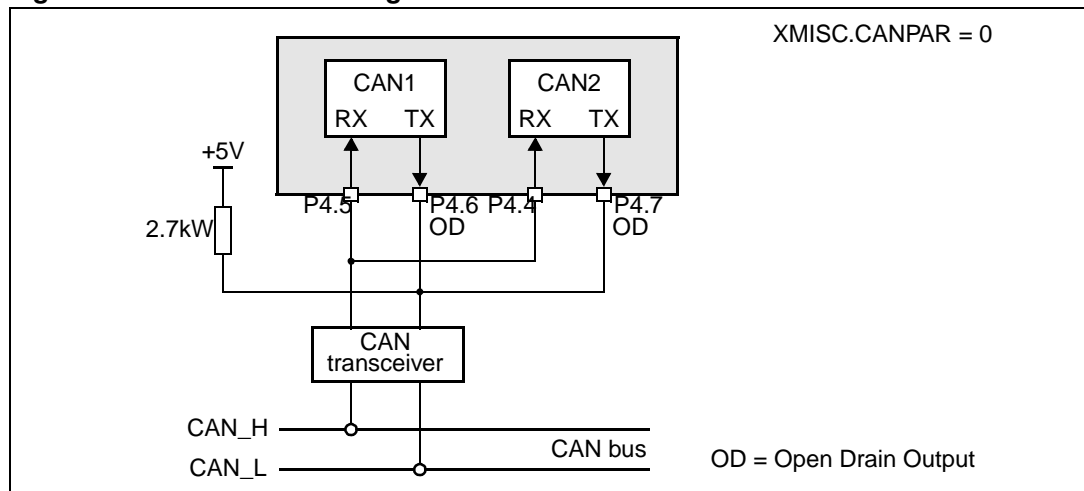 XMISC.CANPAR = 0
CAN1
CAN2
RX TX
RX TX
+5V
P4.5
P4.6
P4.4
P4.7
OD
OD
2.7kW
CAN
transceiver
CAN_H
CAN bus
CAN_L
OD = Open Drain Output